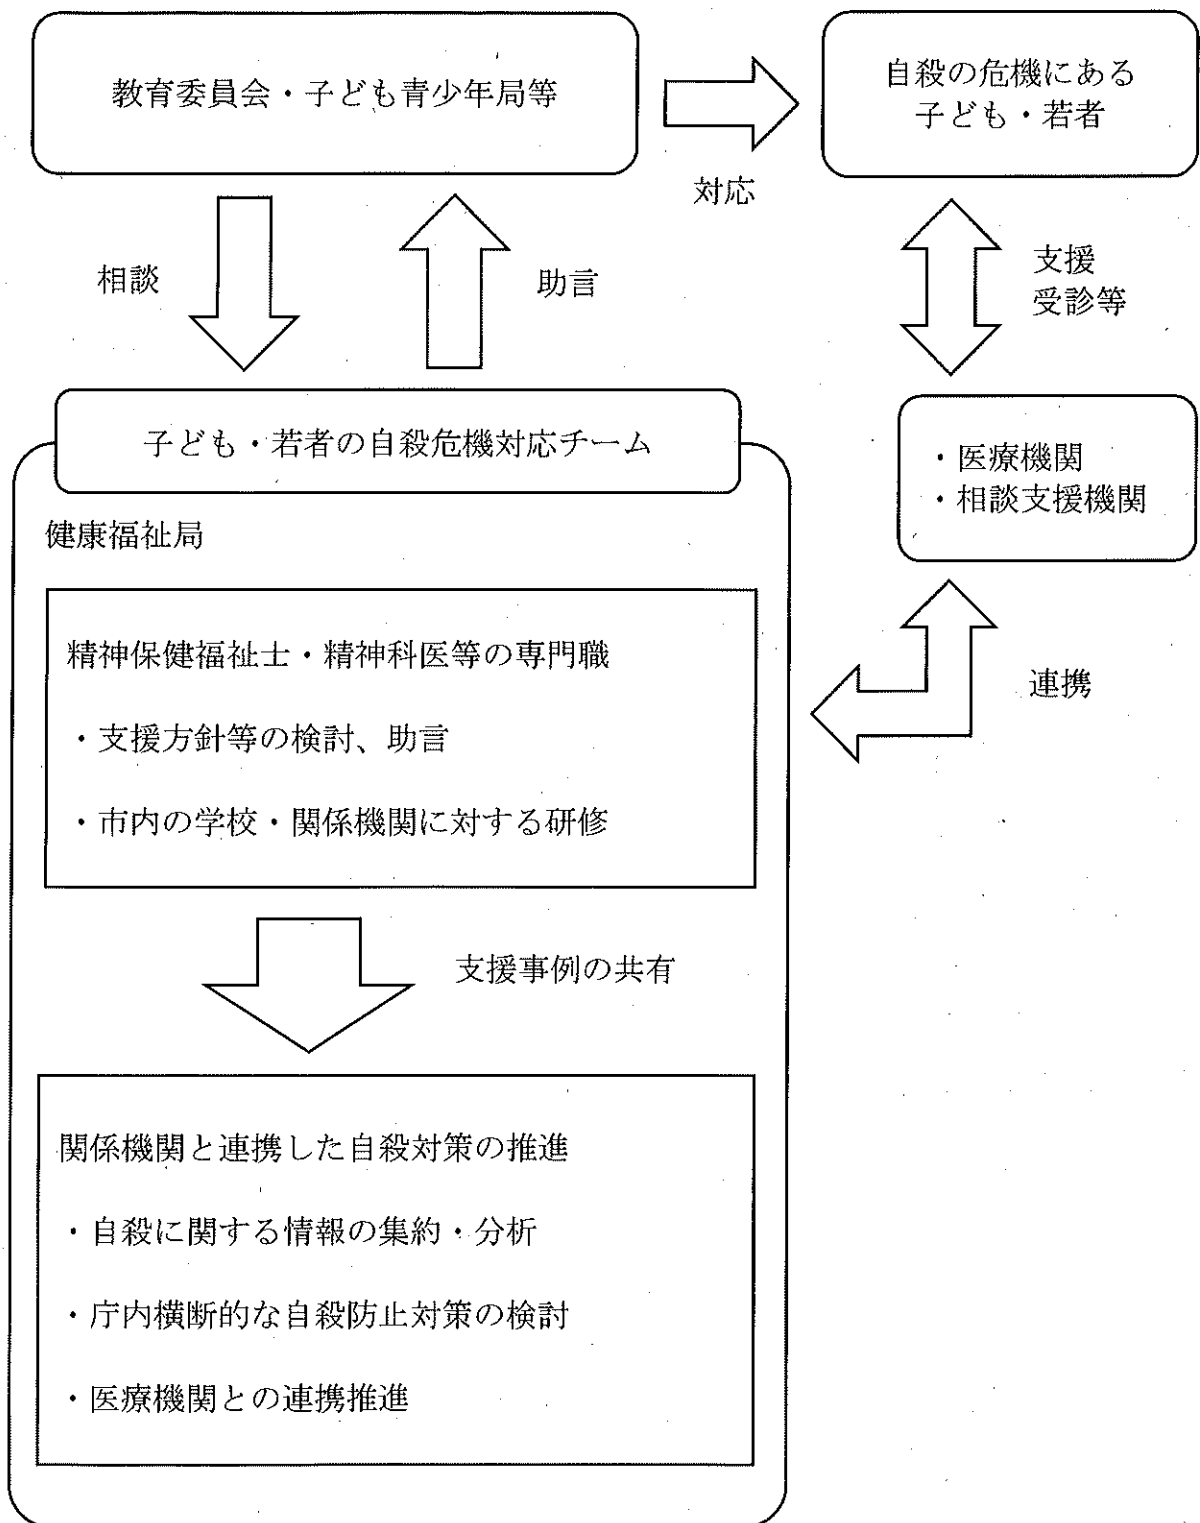 教育委員会・子ども青少年局等
対応
自殺の危機にある
子ども・若者
相談
助言
支援
受診等
子ども・若者の自殺危機対応チーム
・医療機関
・相談支援機関
健康福祉局
精神保健福祉士・精神科医等の専門職
・支援方針等の検討、助言
・市内の学校・関係機関に対する研修
連携
支援事例の共有
関係機関と連携した自殺対策の推進
・自殺に関する情報の集約・分析
・庁内横断的な自殺防止対策の検討
・医療機関との連携推進